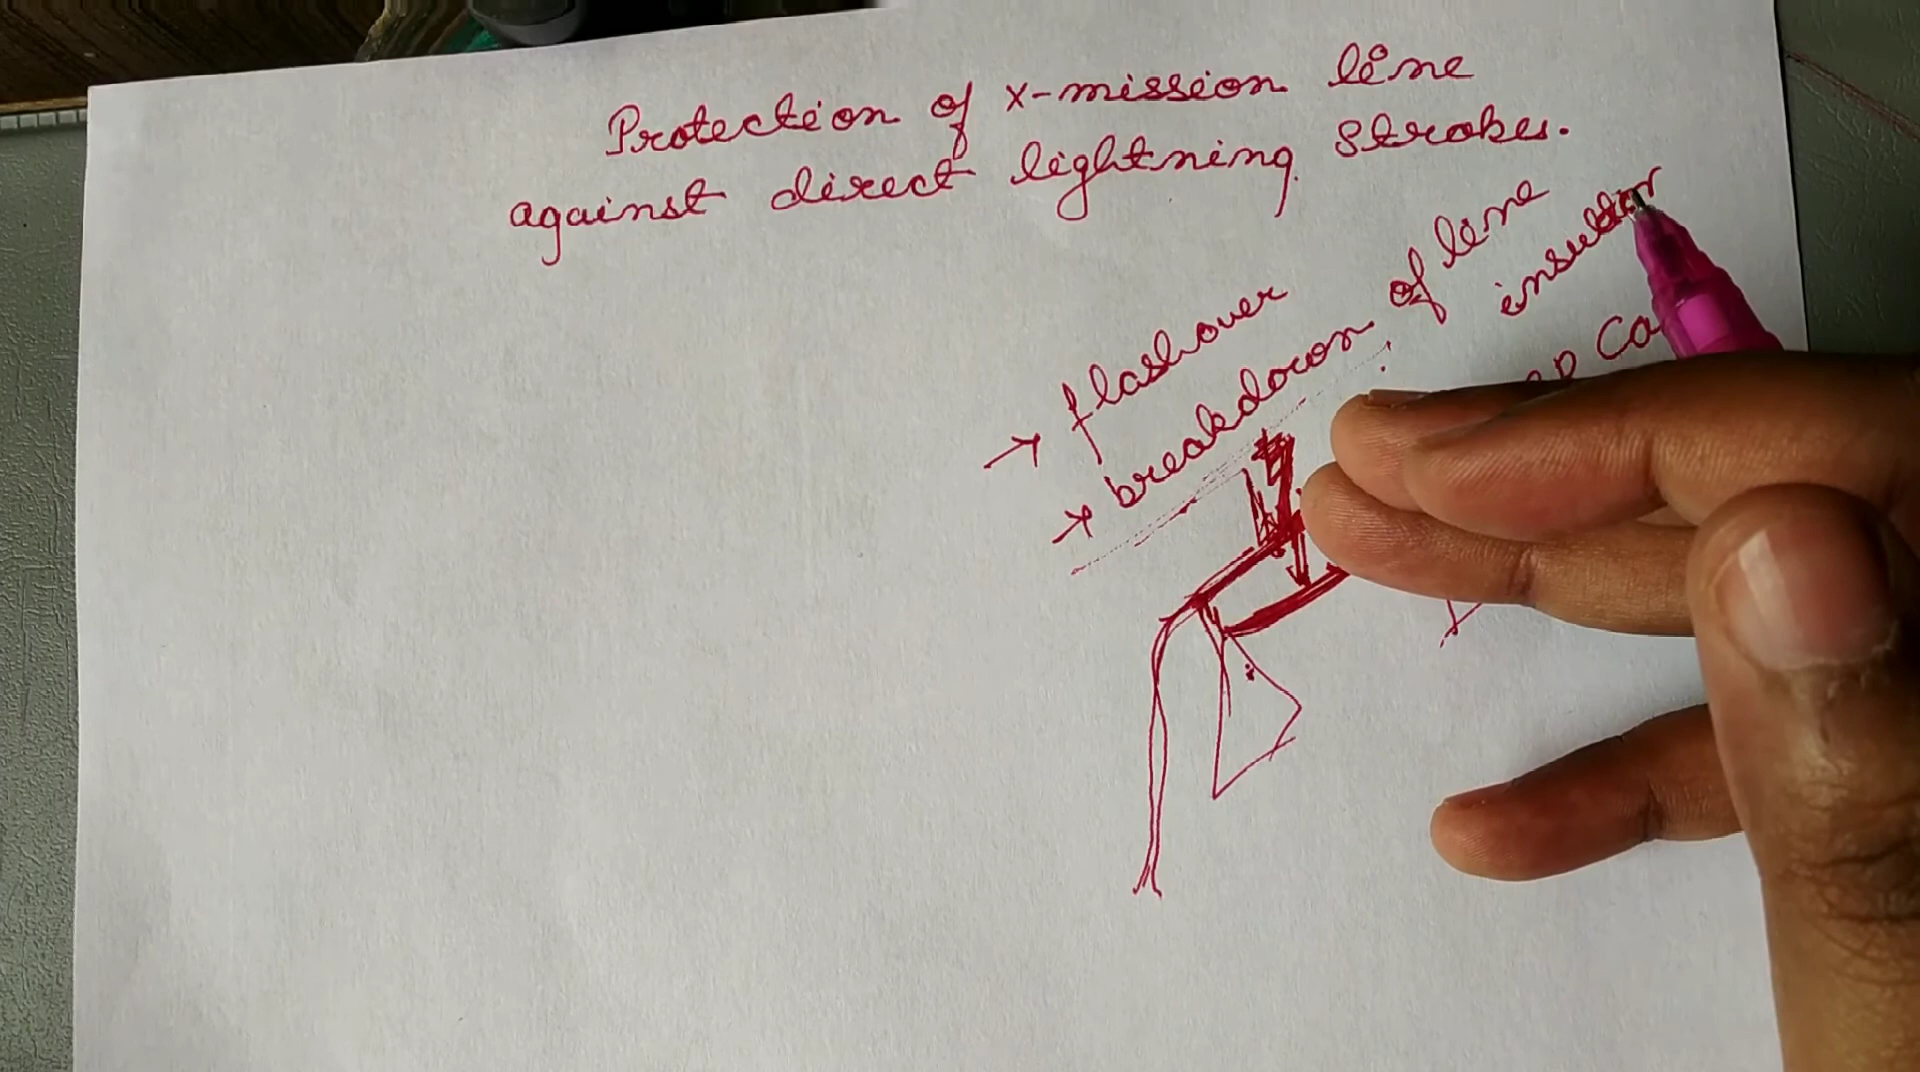 Protection of x-mission line
against direct lightning strokes.
→ flashover
→ breakdown of line
insulator